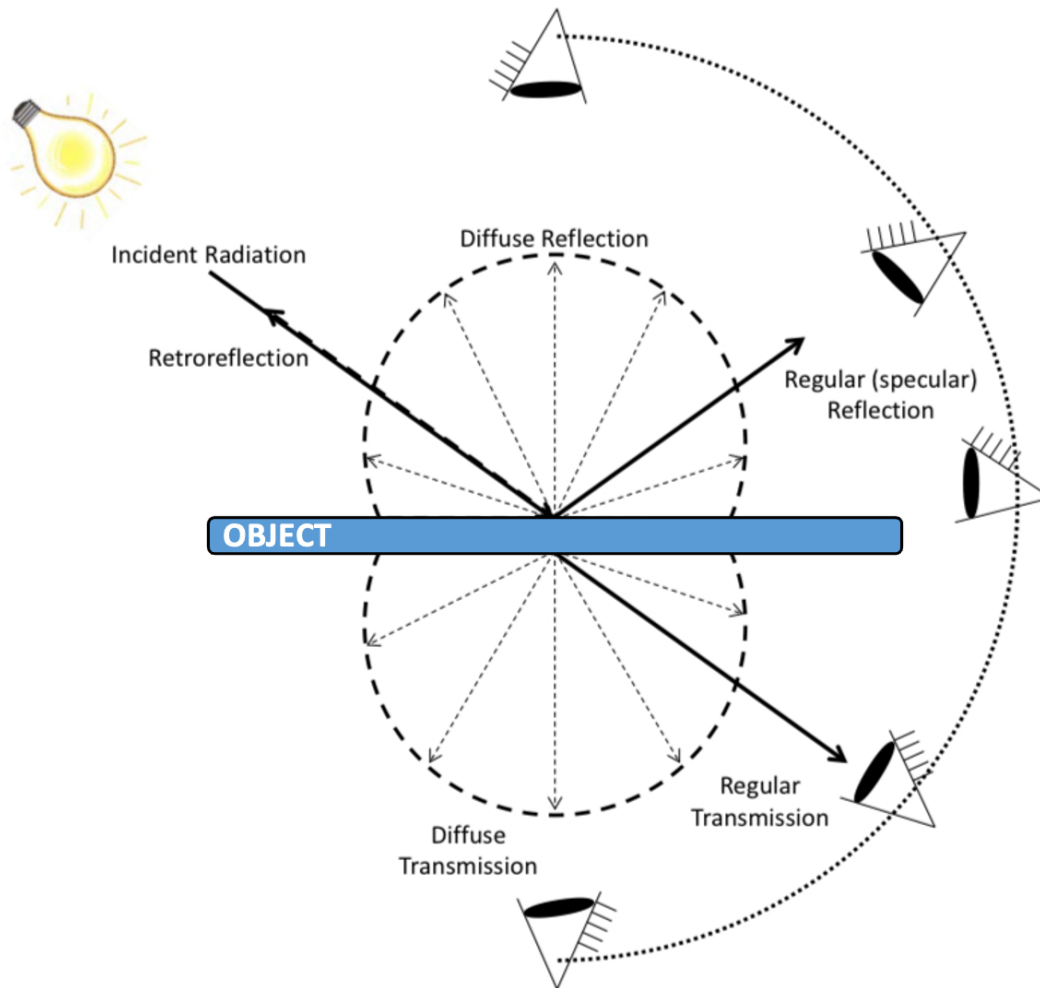 Diffuse Reflection
Incident Radiation
Retroreflection
Regular (specular)
Reflection
OBJECT
Regular
Transmission
Diffuse
Transmission